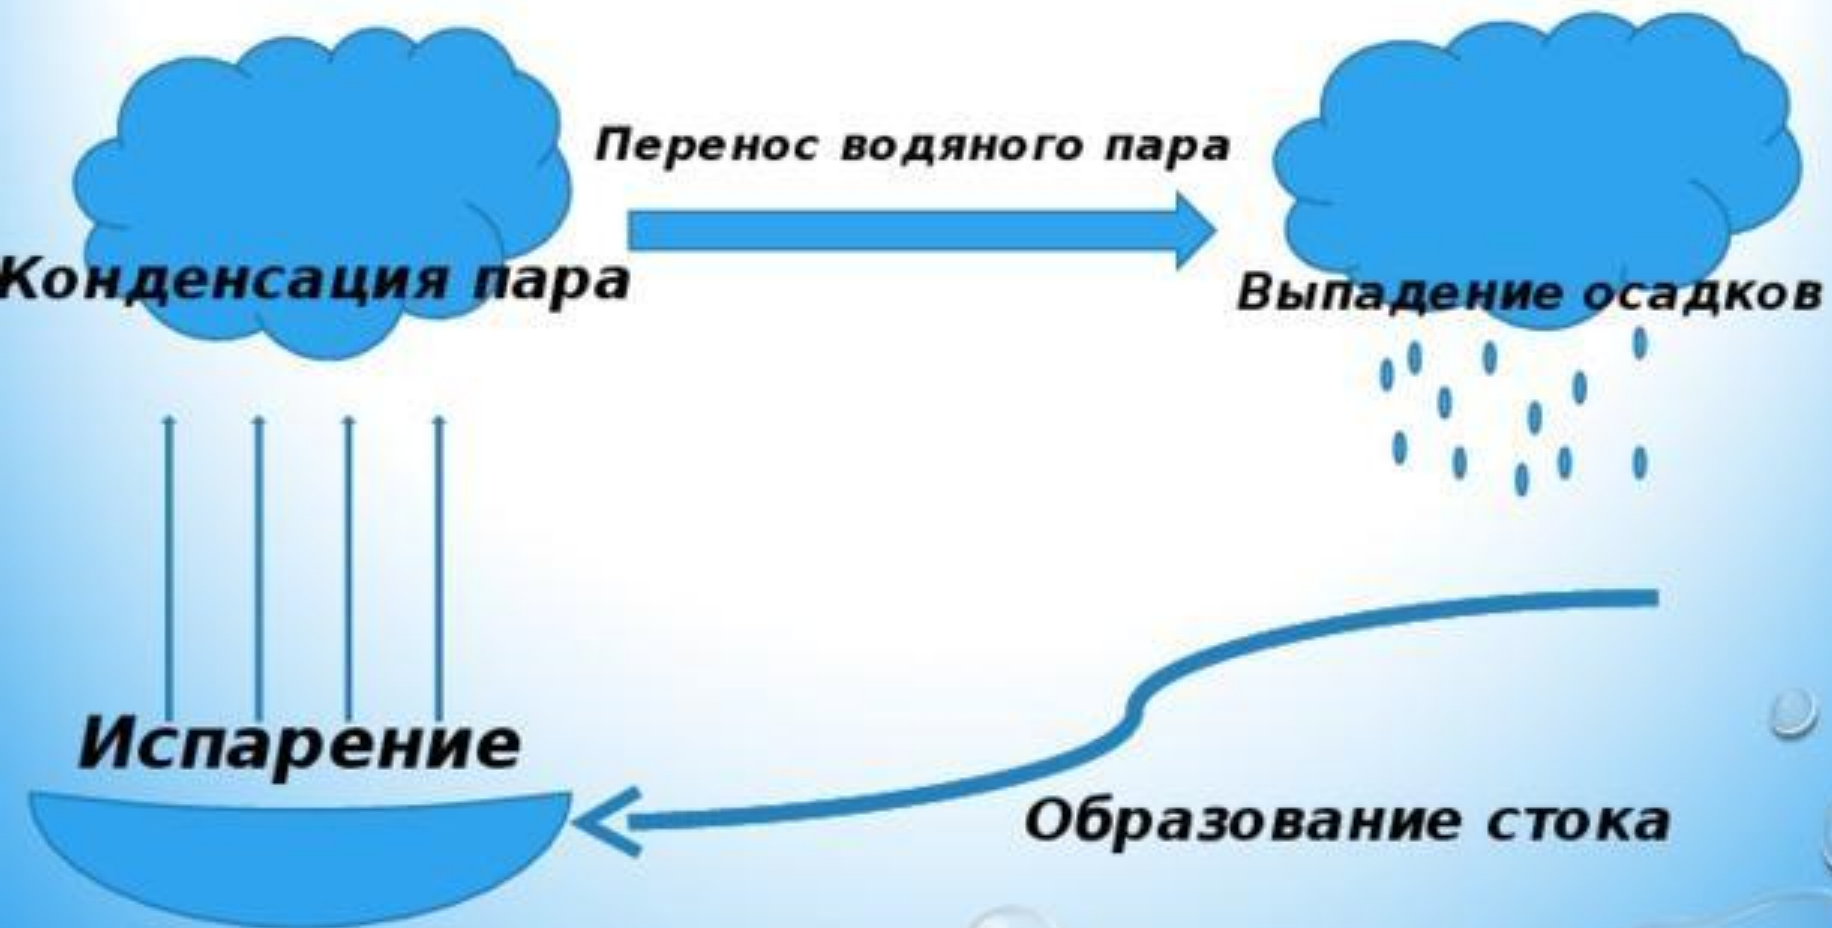 Перенос водяного пара
Конденсация пара
Выпадение осадков
Испарение
Образование стока